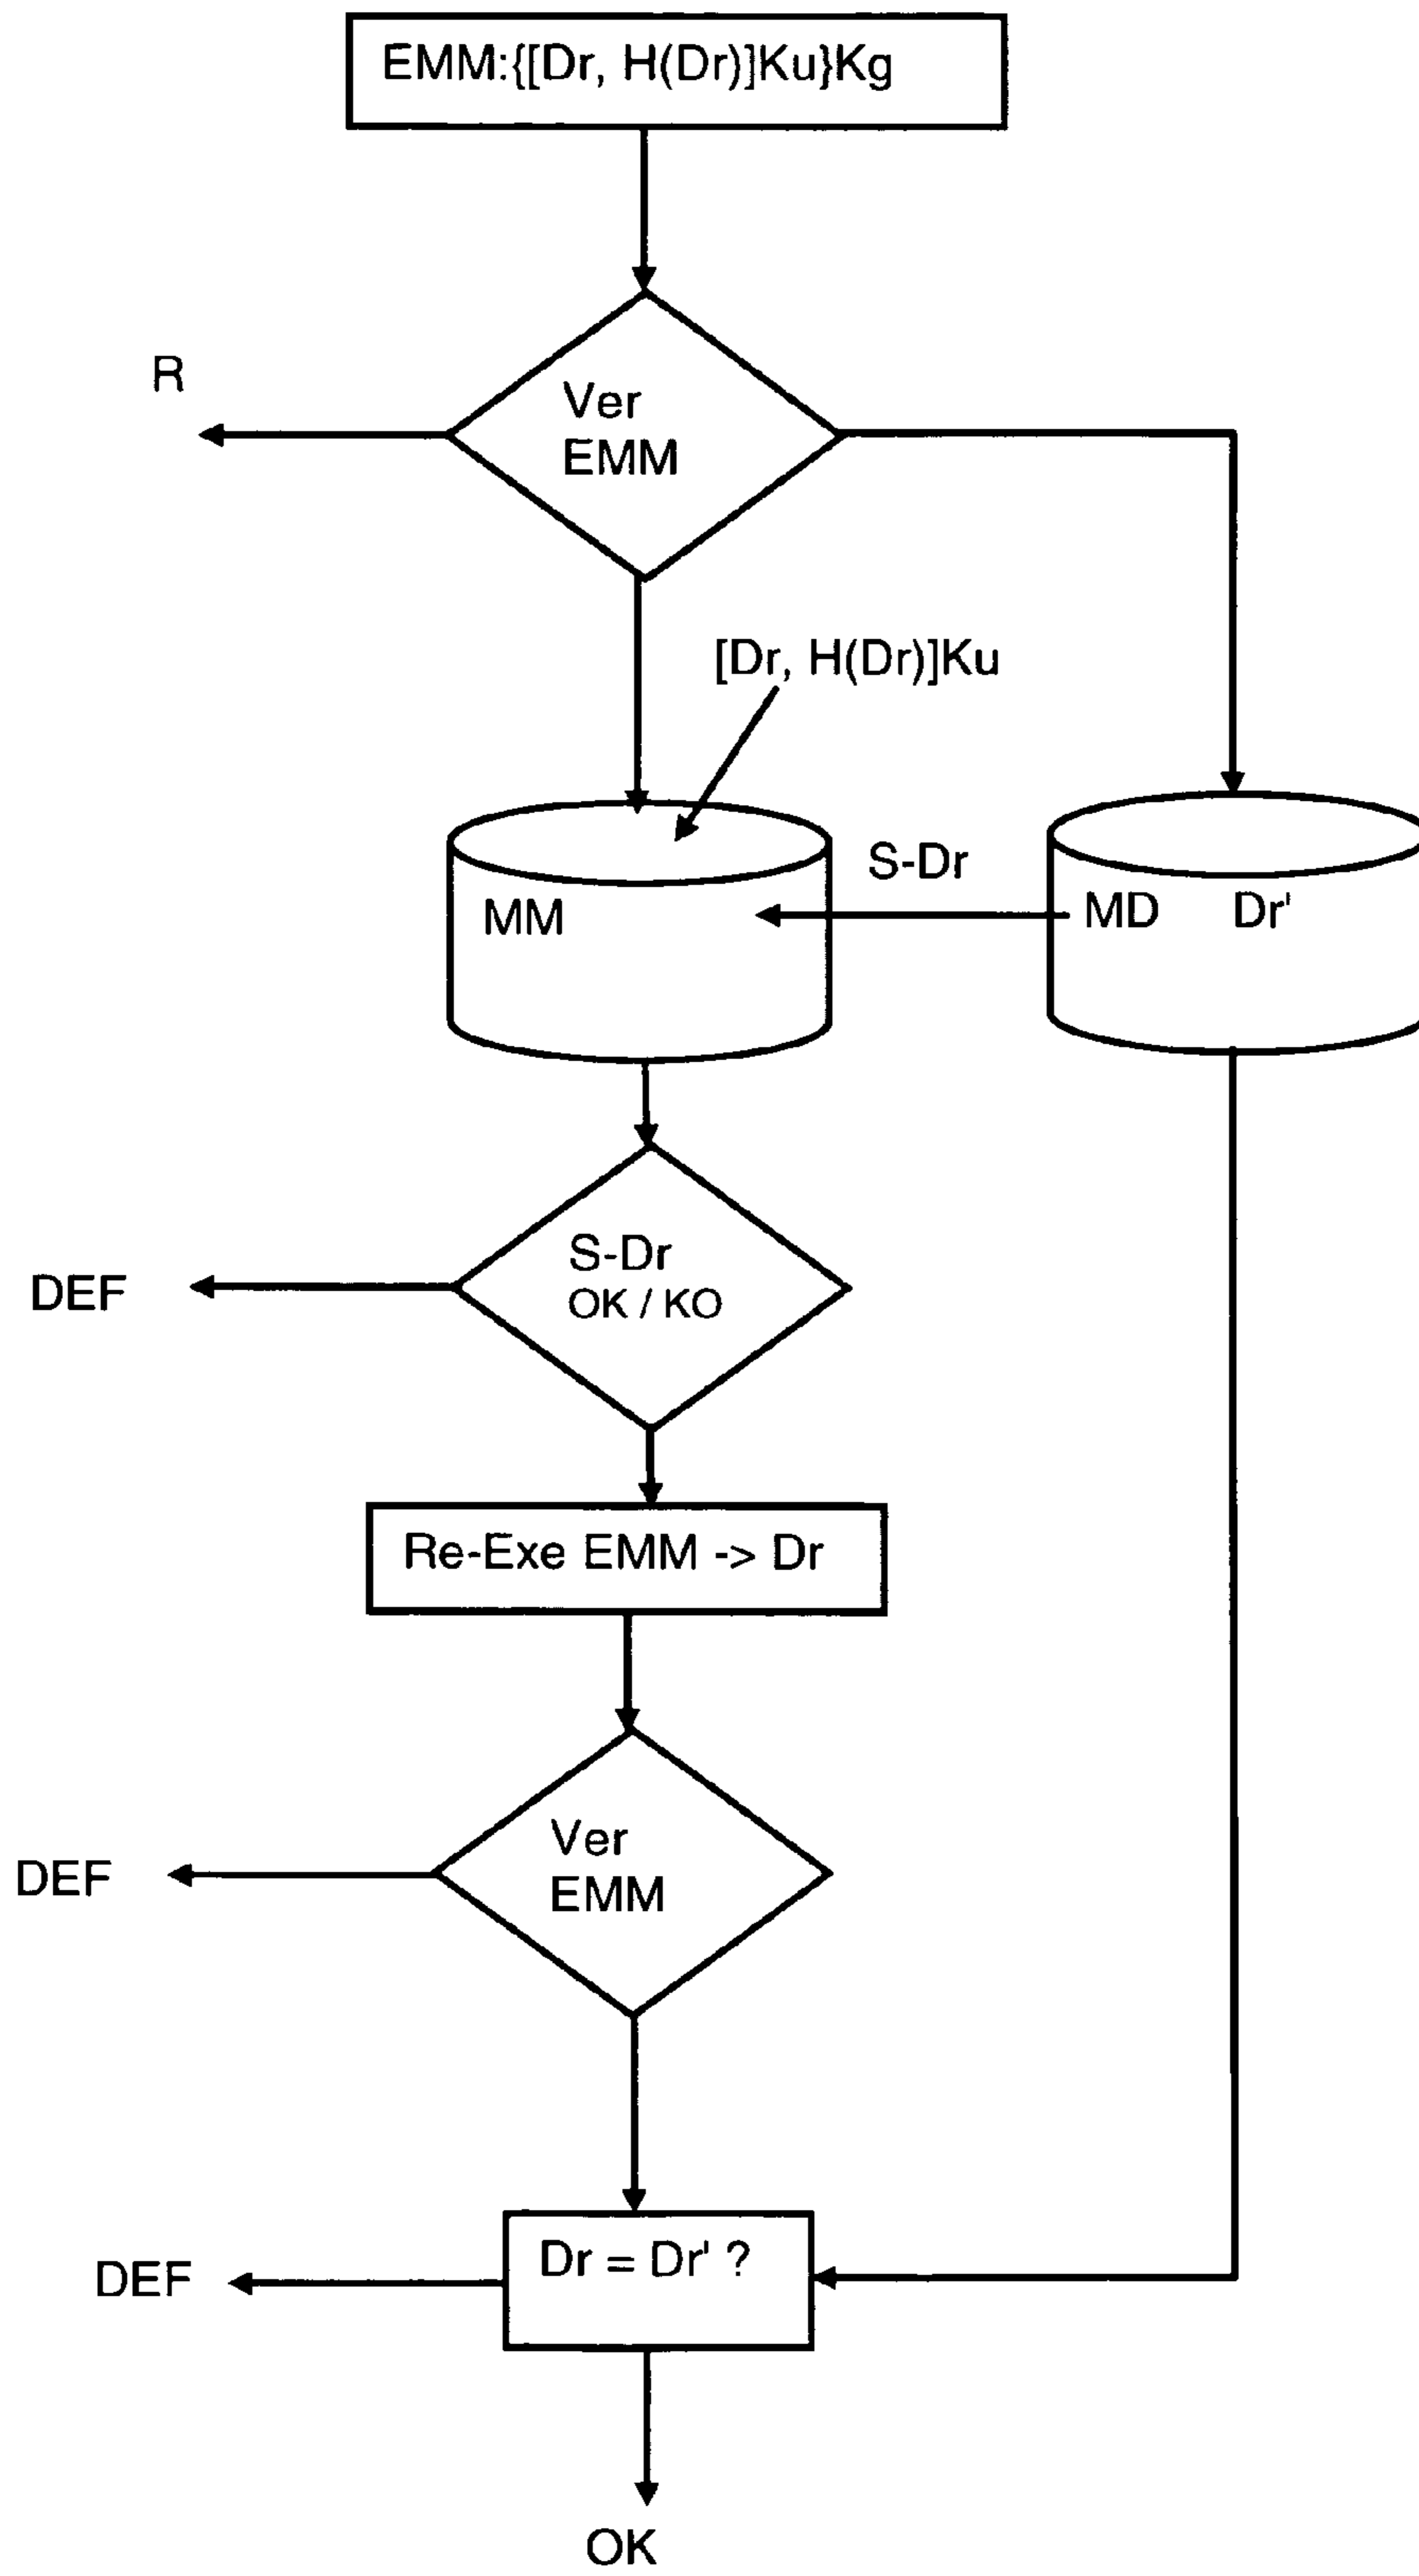 EMM:{[Dr, H(Dr)]Ku}Kg
R
Ver
EMM
[Dr, H(Dr)]Ku
S-Dr
MM
MD Dr'
S-Dr
OK / KO
DEF
Re-Exe EMM -> Dr
Ver
EMM
DEF
Dr = Dr' ?
DEF
OK